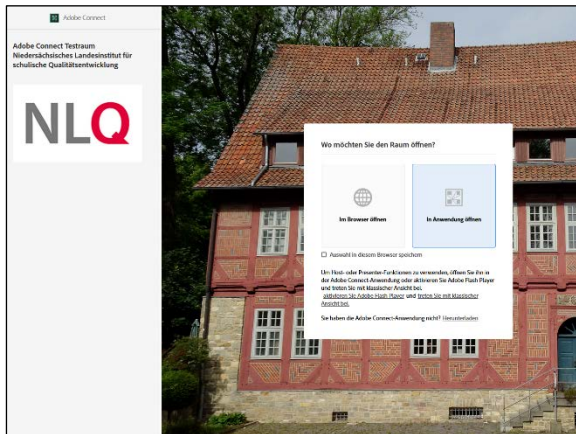 Adobe Connect
Adobe Connect Testraum
Niedersächsisches Landesinstitut für
schulische Qualitätsentwicklung
NLQ
Wo möchten Sie den Raum öffnen?
Im Browser öffnen
In Anwendung öffnen
Auswahl in diesem Browser speichern
Um Host- oder Presenter-Funktionen zu verwenden, öffnen Sie ihn in
der Adobe Connect-Anwendung oder aktivieren Sie Adobe Flash Player
und treten Sie mit klassischer Ansicht bei.
aktivieren Sie Adobe Flash Player und treten Sie mit klassischer
Ansicht bei.
Sie haben die Adobe Connect-Anwendung nicht? Herunterladen